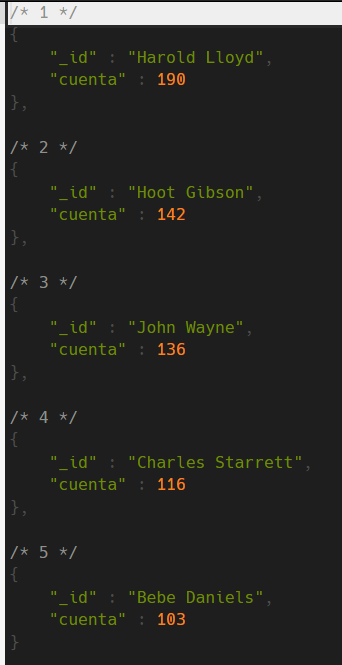 /* 1 */
{
    "_id" : "Harold Lloyd",
    "cuenta" : 190
},

/* 2 */
{
    "_id" : "Hoot Gibson",
    "cuenta" : 142
},

/* 3 */
{
    "_id" : "John Wayne",
    "cuenta" : 136
},

/* 4 */
{
    "_id" : "Charles Starrett",
    "cuenta" : 116
},

/* 5 */
{
    "_id" : "Bebe Daniels",
    "cuenta" : 103
}